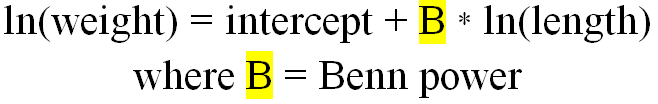 ln(weight) = intercept + B * ln(length)
where B = Benn power